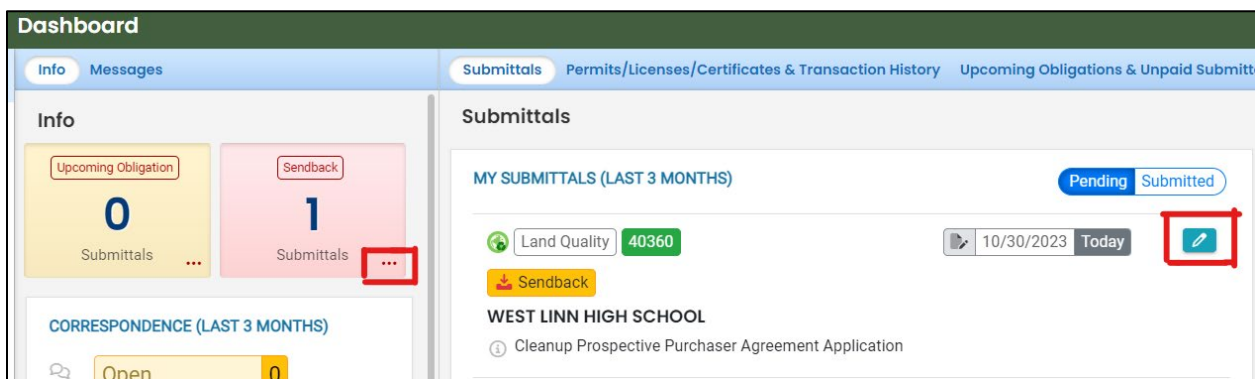 Dashboard
Info Messages
Submittals Permits/Licenses/Certificates & Transaction History Upcoming Obligations & Unpaid
Info
Upcoming Obligation
0
Submittals ...
Sendback
1
Submittals ...
CORRESPONDENCE (LAST 3 MONTHS)
Open 0
Submittals
MY SUBMITTALS (LAST 3 MONTHS) Pending Submitted
Land Quality 40360 10/30/2023 Today
Sendback
WEST LINN HIGH SCHOOL
Cleanup Prospective Purchaser Agreement Application